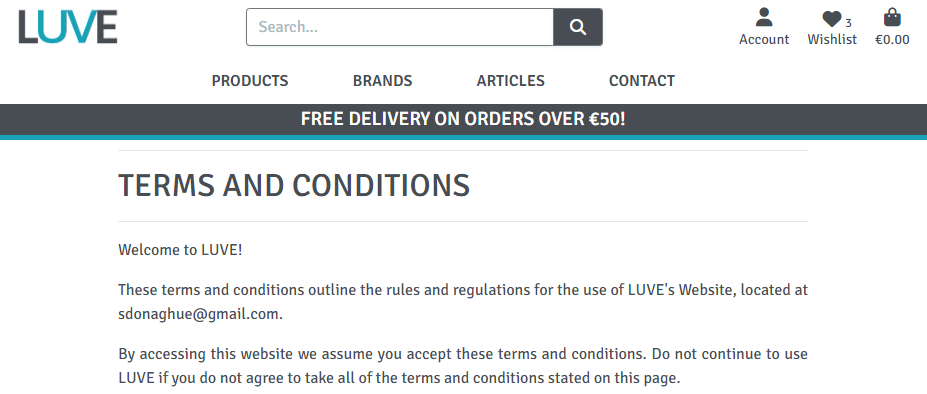 LUVE
Search...
3
Account
Wishlist
€0.00
PRODUCTS
BRANDS
ARTICLES
CONTACT
FREE DELIVERY ON ORDERS OVER €50!
TERMS AND CONDITIONS
Welcome to LUVE!
These terms and conditions outline the rules and regulations for the use of LUVE's Website, located at
sdonaghue@gmail.com.
By accessing this website we assume you accept these terms and conditions. Do not continue to use
LUVE if you do not agree to take all of the terms and conditions stated on this page.